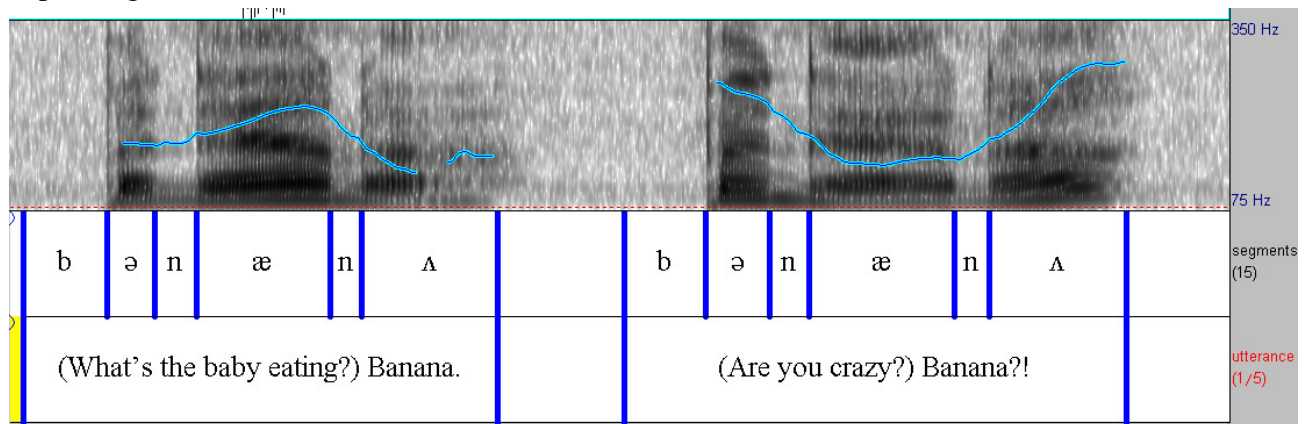 350 Hz
75 Hz
b ə n æ n ʌ b ə n æ n ʌ
segments
(15)
(What's the baby eating?) Banana. (Are you crazy?) Banana?!
utterance
(1/5)